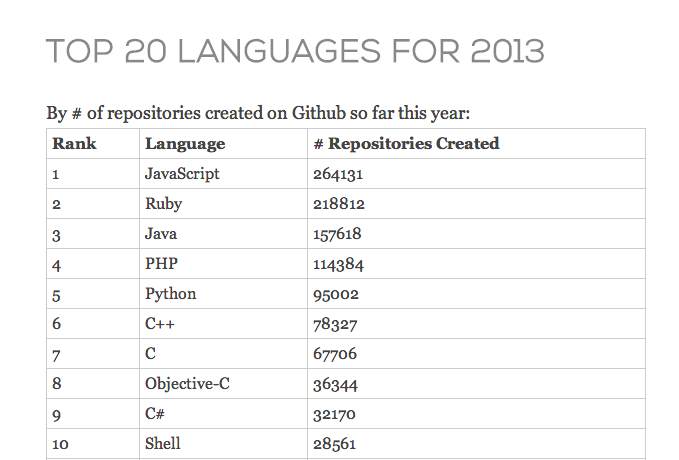 TOP 20 LANGUAGES FOR 2013
By # of repositories created on Github so far this year:
Rank Language # Repositories Created
1 JavaScript 264131
2 Ruby 218812
3 Java 157618
4 PHP 114384
5 Python 95002
6 C++ 78327
7 C 67706
8 Objective-C 36344
9 C# 32170
10 Shell 28561